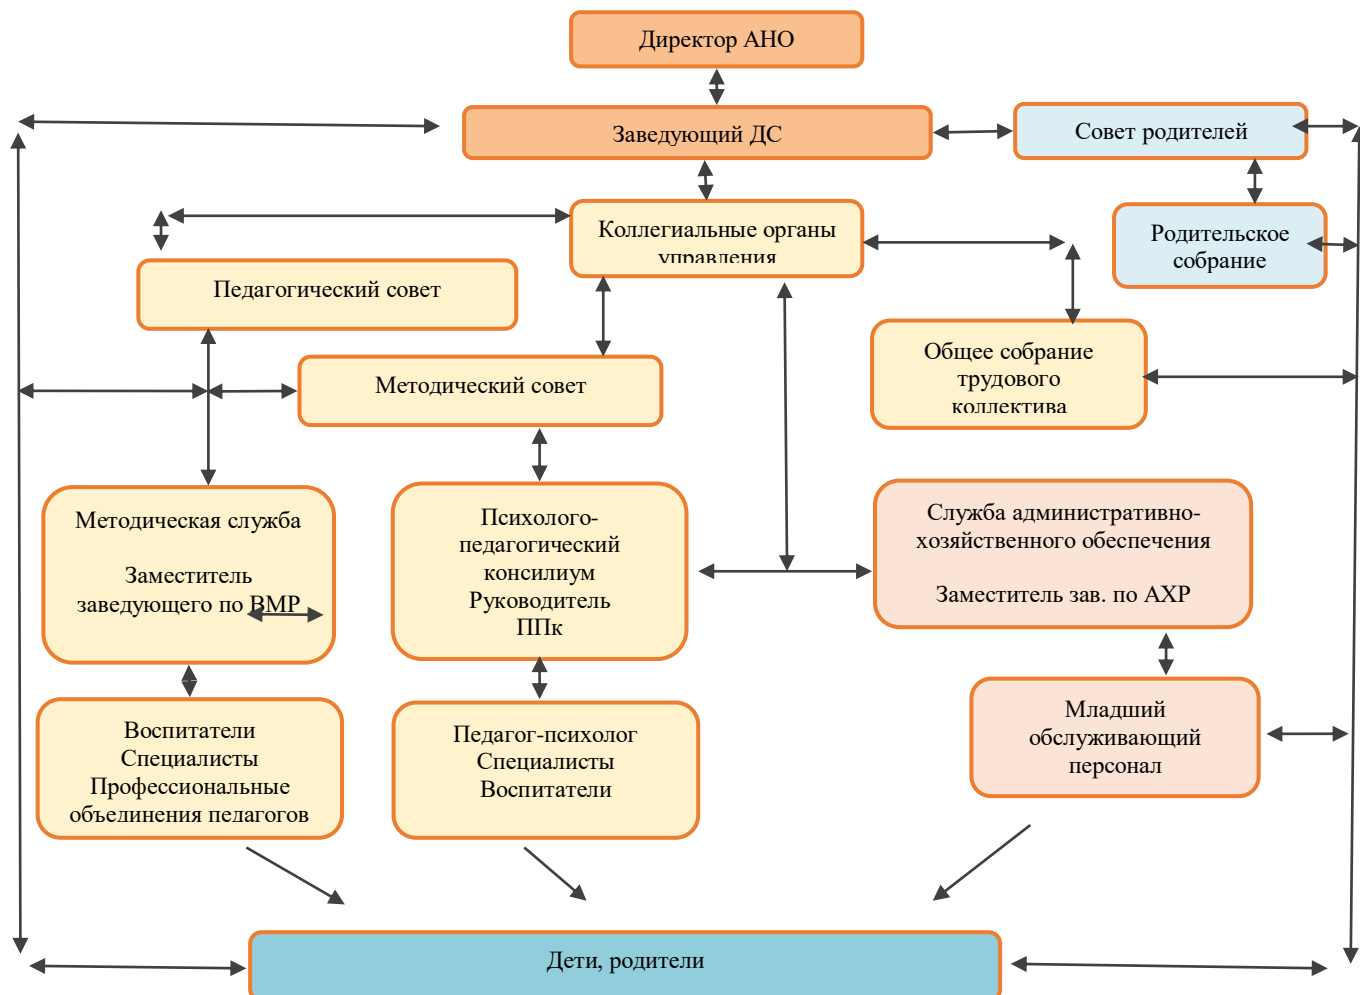 Директор АНО
Заведующий ДС
Совет родителей
Коллегиальные органы
управления
Родительское
собрание
Педагогический совет
Общее собрание
трудового
коллектива
Методический совет
Методическая служба
Заместитель
заведующего по ВМР
Психолого-
педагогический
консилиум
Руководитель
ППк
Служба административно-
хозяйственного обеспечения
Заместитель зав. по АХР
Воспитатели
Специалисты
Профессиональные
объединения педагогов
Педагог-психолог
Специалисты
Воспитатели
Младший
обслуживающий
персонал
Дети, родители